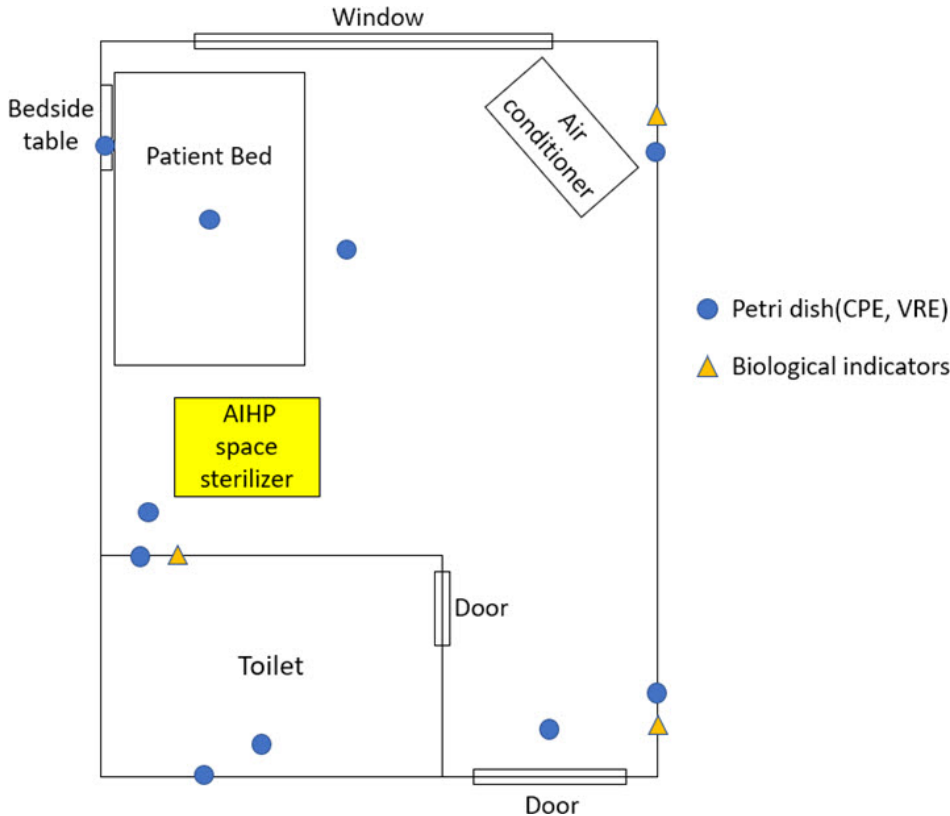 Window
Bedside
table
Patient Bed
Air
conditioner
Petri dish(CPE, VRE)
Biological indicators
AIHP
space
sterilizer
Door
Toilet
Door